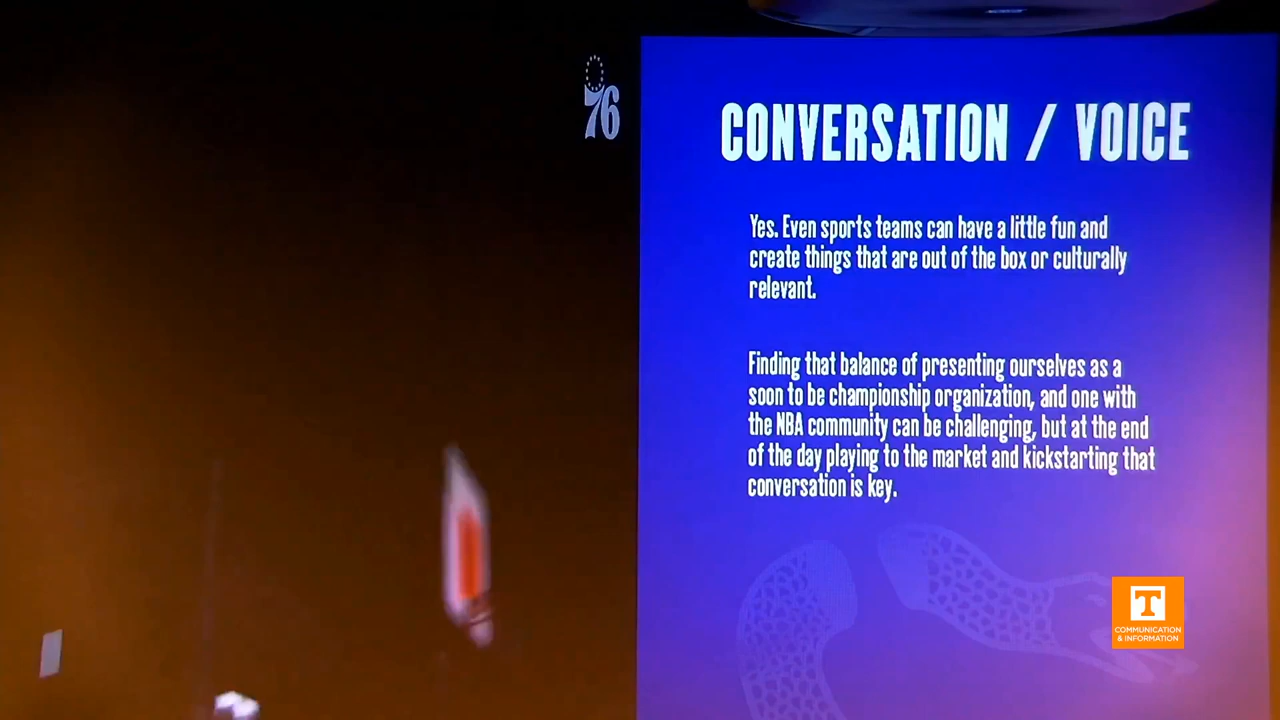 76
CONVERSATION / VOICE
Yes. Even sports teams can have a little fun and
create things that are out of the box or culturally
relevant.
Finding that balance of presenting ourselves as a
soon to be championship organization, and one with
the NBA community can be challenging, but at the end
of the day playing to the market and kickstarting that
conversation is key.
T
COMMUNICATION
& INFORMATION